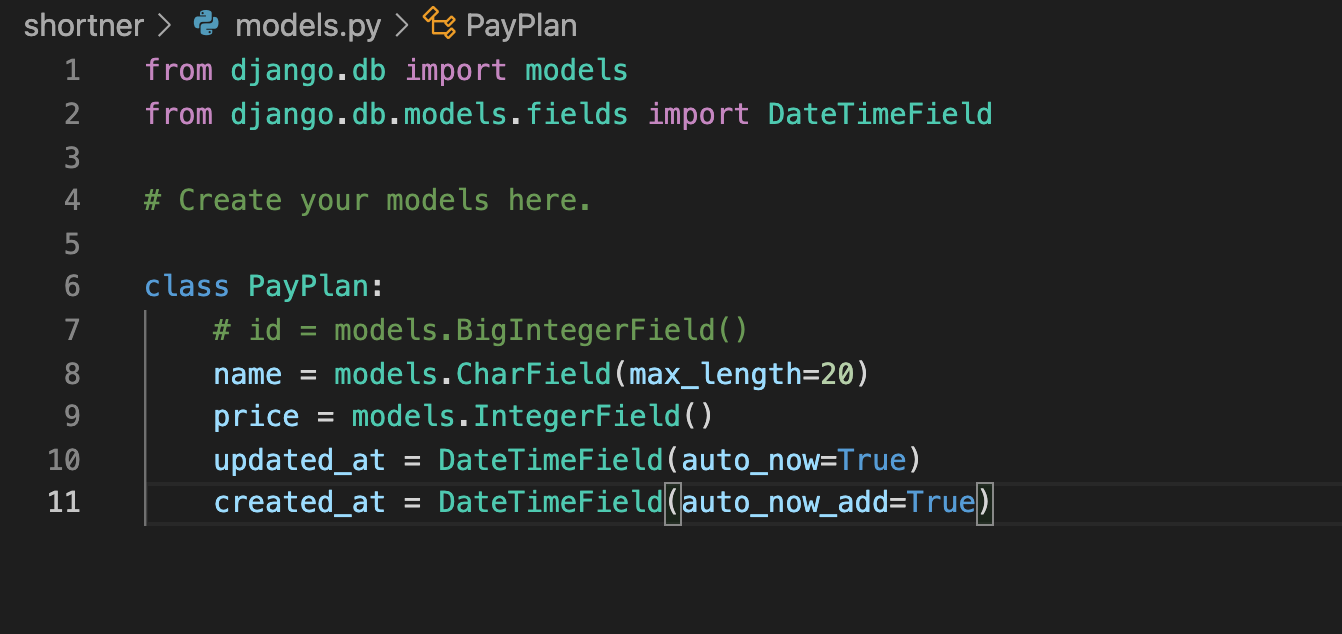 shortner > models.py > PayPlan
1 from django.db import models
2 from django.db.models.fields import DateTimeField
3
4 # Create your models here.
5
6 class PayPlan:
7     # id = models.BigIntegerField()
8     name = models.CharField(max_length=20)
9     price = models.IntegerField()
10     updated_at = DateTimeField(auto_now=True)
11     created_at = DateTimeField(auto_now_add=True)